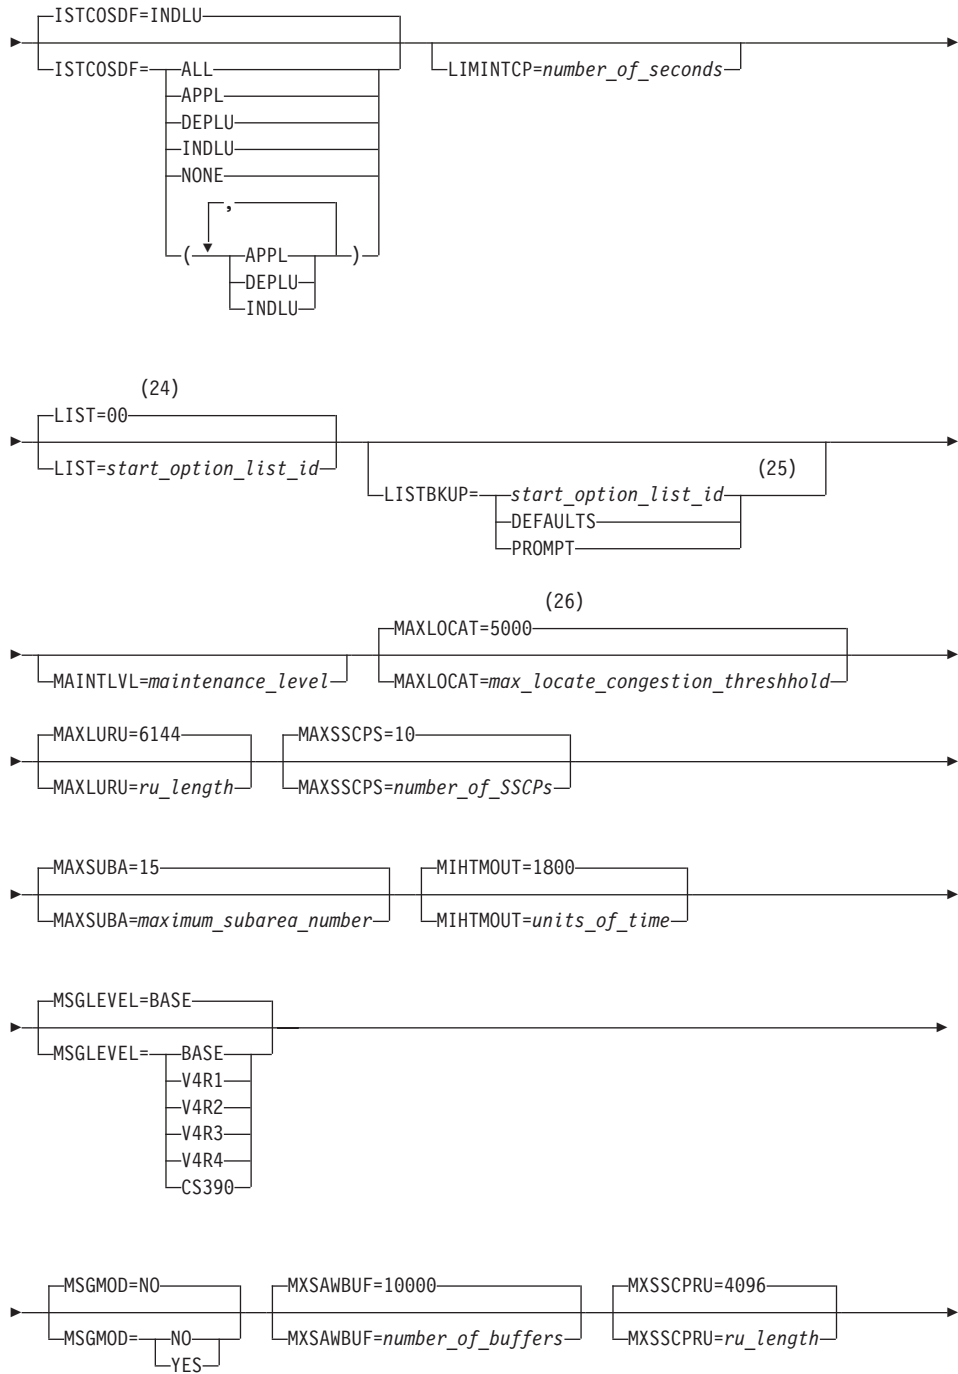 ISTCOSDF=INDLU
ISTCOSDF= ALL
LIMINTCP=number_of_seconds
APPL
DEPLU
INDLU
NONE
,
( APPL )
DEPLU
INDLU
(24)
LIST=00
LIST=start_option_list_id
(25)
LISTBKUP= start_option_list_id
DEFAULTS
PROMPT
(26)
MAXLOCAT=5000
MAINTLVL=maintenance_level MAXLOCAT=max_locate_congestion_threshhold
MAXLURU=6144 MAXSSCPS=10
MAXLURU=ru_length MAXSSCPS=number_of_SSCPs
MAXSUBA=15 MIHTMOUT=1800
MAXSUBA=maximum_subarea_number MIHTMOUT=units_of_time
MSGLEVEL=BASE
MSGLEVEL= BASE
V4R1
V4R2
V4R3
V4R4
CS390
MSGMOD=NO MXSAWBUF=10000 MXSSCPRU=4096
MSGMOD= NO MXSAWBUF=number_of_buffers MXSSCPRU=ru_length
YES